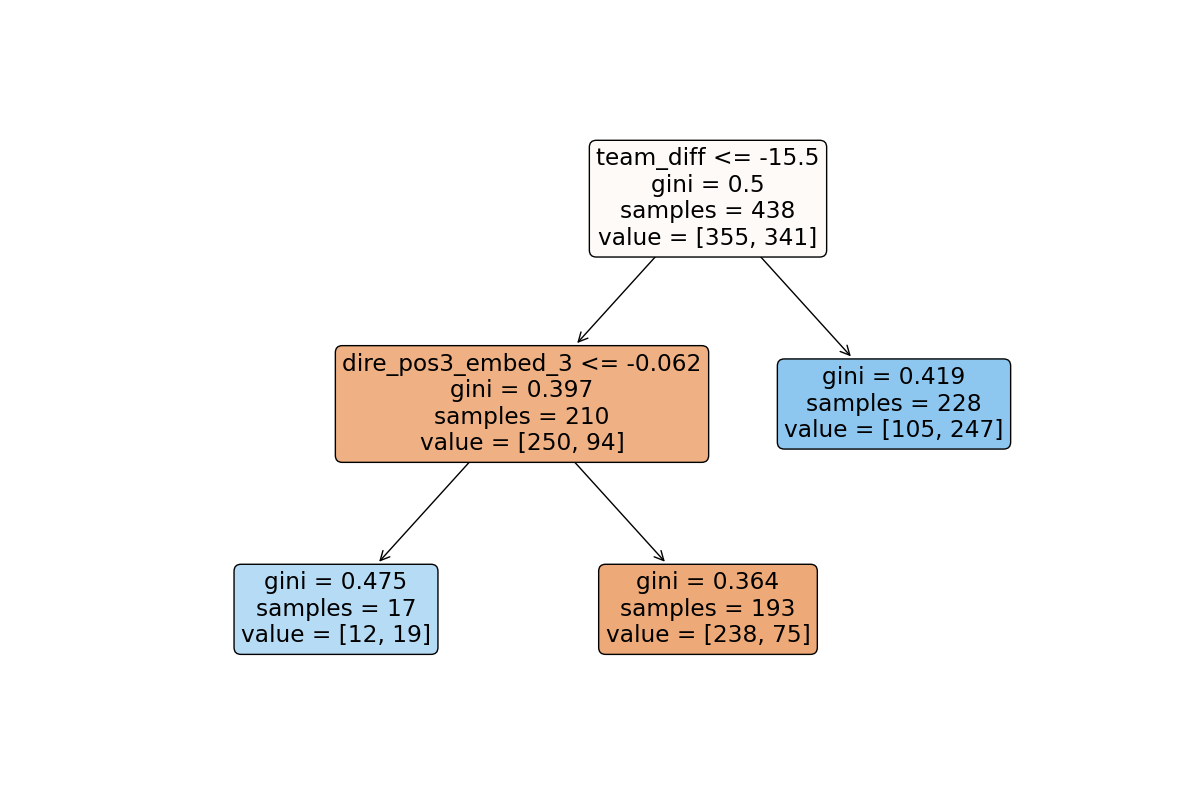 team_diff <= -15.5
gini = 0.5
samples = 438
value = [355, 341]
dire_pos3_embed_3 <= -0.062
gini = 0.397
samples = 210
value = [250, 94]
gini = 0.419
samples = 228
value = [105, 247]
gini = 0.475
samples = 17
value = [12, 19]
gini = 0.364
samples = 193
value = [238, 75]